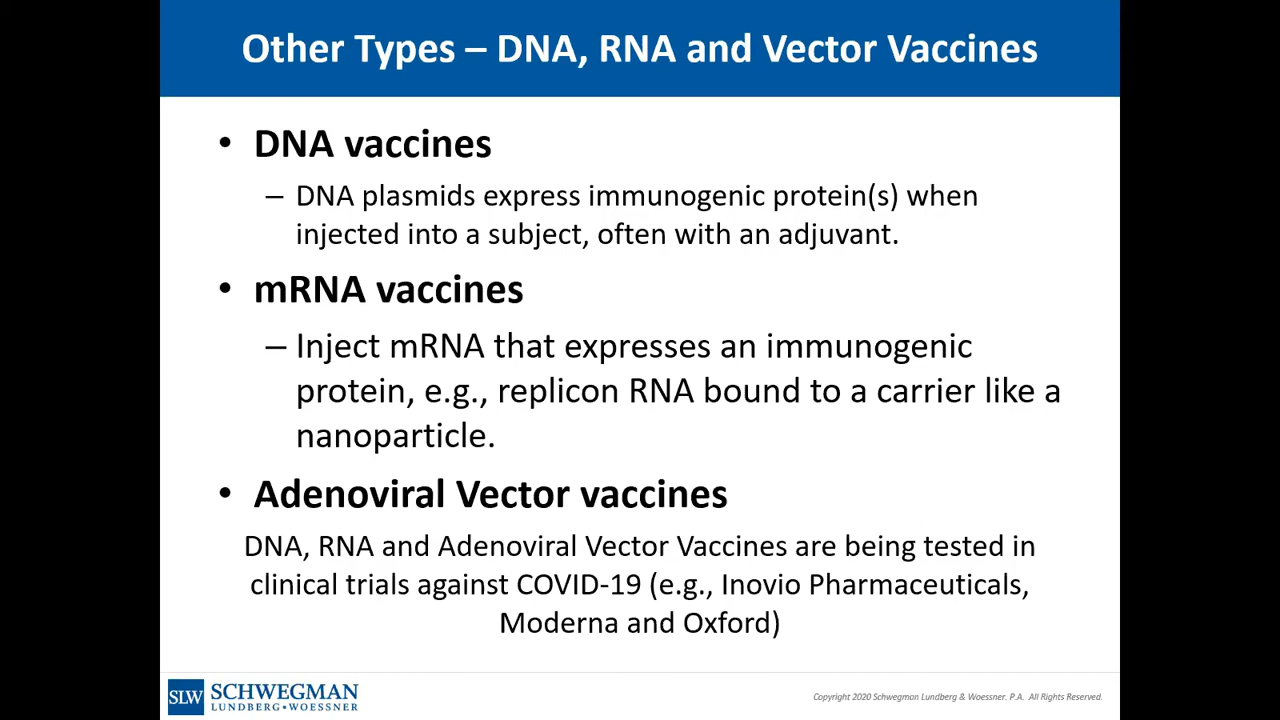 Other Types – DNA, RNA and Vector Vaccines
• DNA vaccines
– DNA plasmids express immunogenic protein(s) when
injected into a subject, often with an adjuvant.
• mRNA vaccines
– Inject mRNA that expresses an immunogenic
protein, e.g., replicon RNA bound to a carrier like a
nanoparticle.
• Adenoviral Vector vaccines
DNA, RNA and Adenoviral Vector Vaccines are being tested in
clinical trials against COVID-19 (e.g., Inovio Pharmaceuticals,
Moderna and Oxford)
SLW SCHWEGMAN
LUNDBERG • WOESSNER
Copyright 2020 Schwegman Lundberg & Woessner. P.A. All Rights Reserved.